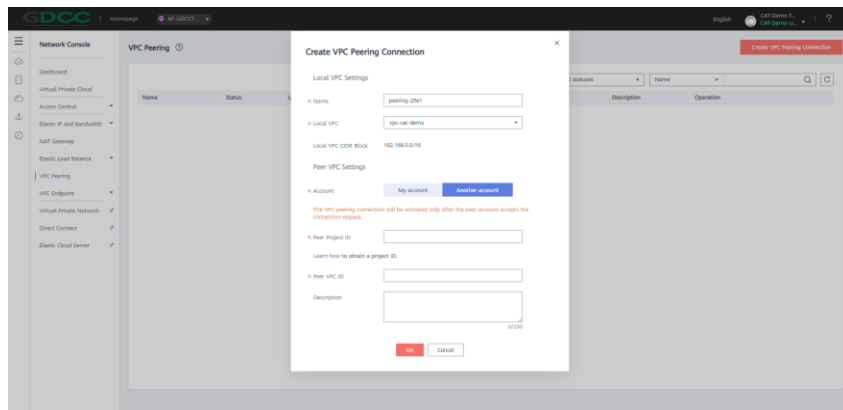 GDCC
Homepage
AP-GDCCT...
English
CAT-Demo-T...
CAT-Demo-U...
?
Network Console
Dashboard
Virtual Private Cloud
Access Control
Elastic IP and Bandwidth
NAT Gateway
Elastic Load Balance
VPC Peering
VPC Endpoint
Virtual Private Network
Direct Connect
Elastic Cloud Server
VPC Peering ?
Create VPC Peering Connection
statuses
Name
Name
Status
L
Description
Operation
Create VPC Peering Connection
Local VPC Settings
* Name peering-25e1
* Local VPC vpc-cat-demo
Local VPC CIDR Block 192.168.0.0/16
Peer VPC Settings
* Account My account Another account
The VPC peering connection will be activated only after the peer account accepts the
connection request.
* Peer Project ID
Learn how to obtain a project ID.
* Peer VPC ID
Description
0/255
OK Cancel